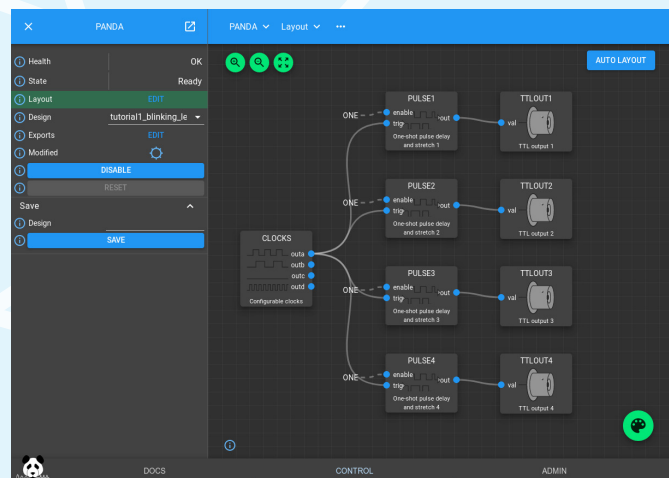 PANDA
PANDA Layout
Health OK
State Ready
Layout EDIT
Design tutorial1_blinking_le
Exports EDIT
Modified
DISABLE
RESET
Save
Design
SAVE
AUTO LAYOUT
CLOCKS
outa
outb
outc
outd
Configurable clocks
ONE
PULSE1
enable
trig
out
One-shot pulse delay
and stretch 1
TTLOUT1
val
TTL output 1
ONE
PULSE2
enable
trig
out
One-shot pulse delay
and stretch 2
TTLOUT2
val
TTL output 2
ONE
PULSE3
enable
trig
out
One-shot pulse delay
and stretch 3
TTLOUT3
val
TTL output 3
ONE
PULSE4
enable
trig
out
One-shot pulse delay
and stretch 4
TTLOUT4
val
TTL output 4
DOCS
CONTROL
ADMIN